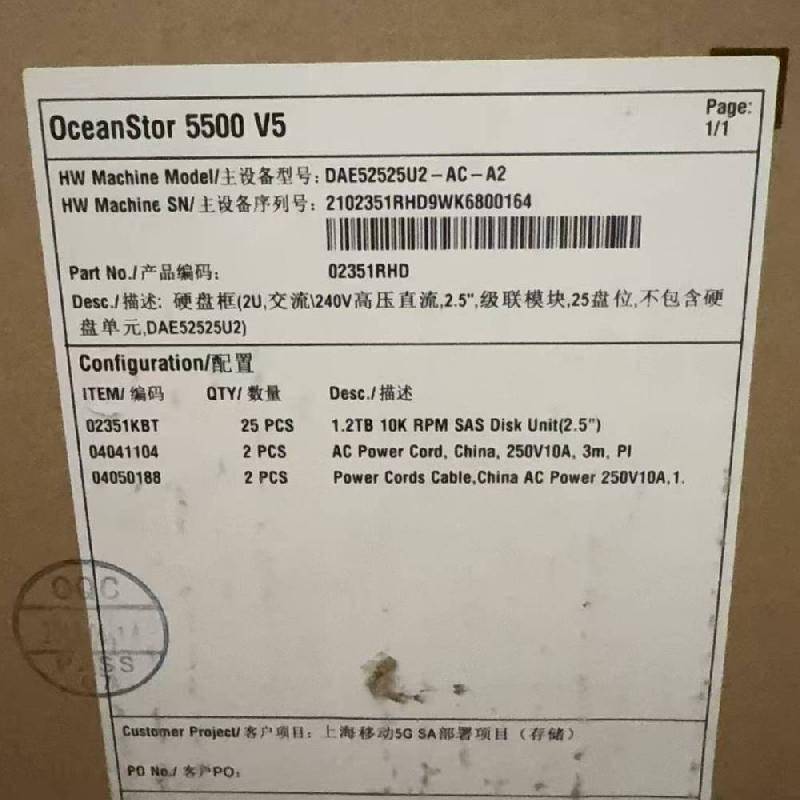 OceanStor 5500 V5
Page:
1/1
HW Machine Model/主设备型号: DAE52525U2-AC-A2
HW Machine SN/主设备序列号: 2102351RHD9WK6800164
Part No./产品编码: 02351RHD
Desc./描述: 硬盘框(2U,交流\240V高压直流,2.5",级联模块,25盘位,不包含硬
盘单元,DAE52525U2)
Configuration/配置
ITEM/编码 QTY/数量 Desc./描述
02351KBT 25 PCS 1.2TB 10K RPM SAS Disk Unit(2.5")
04041104 2 PCS AC Power Cord, China, 250V10A, 3m, PI
04050188 2 PCS Power Cords Cable,China AC Power 250V10A,1.
OQC
PASS
Customer Project/客户项目: 上海移动5G SA部署项目(存储)
PO No./客户PO: